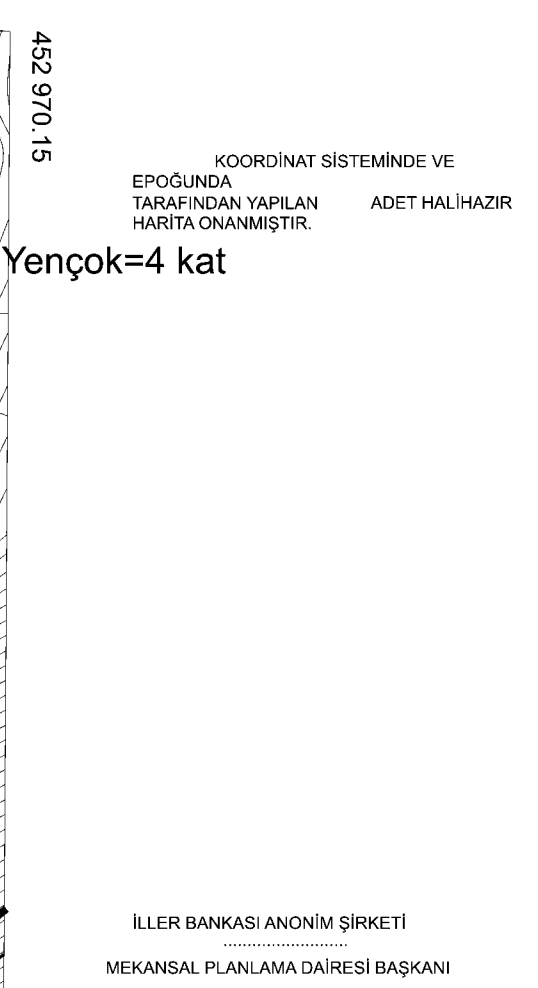 452 970.15
KOORDİNAT SİSTEMİNDE VE
EPOĞUNDA
TARAFINDAN YAPILAN ADET HALİHAZIR
HARİTA ONANMIŞTIR.
Yençok=4 kat
İLLER BANKASI ANONİM ŞİRKETİ
..........................
MEKANSAL PLANLAMA DAİRESİ BAŞKANI